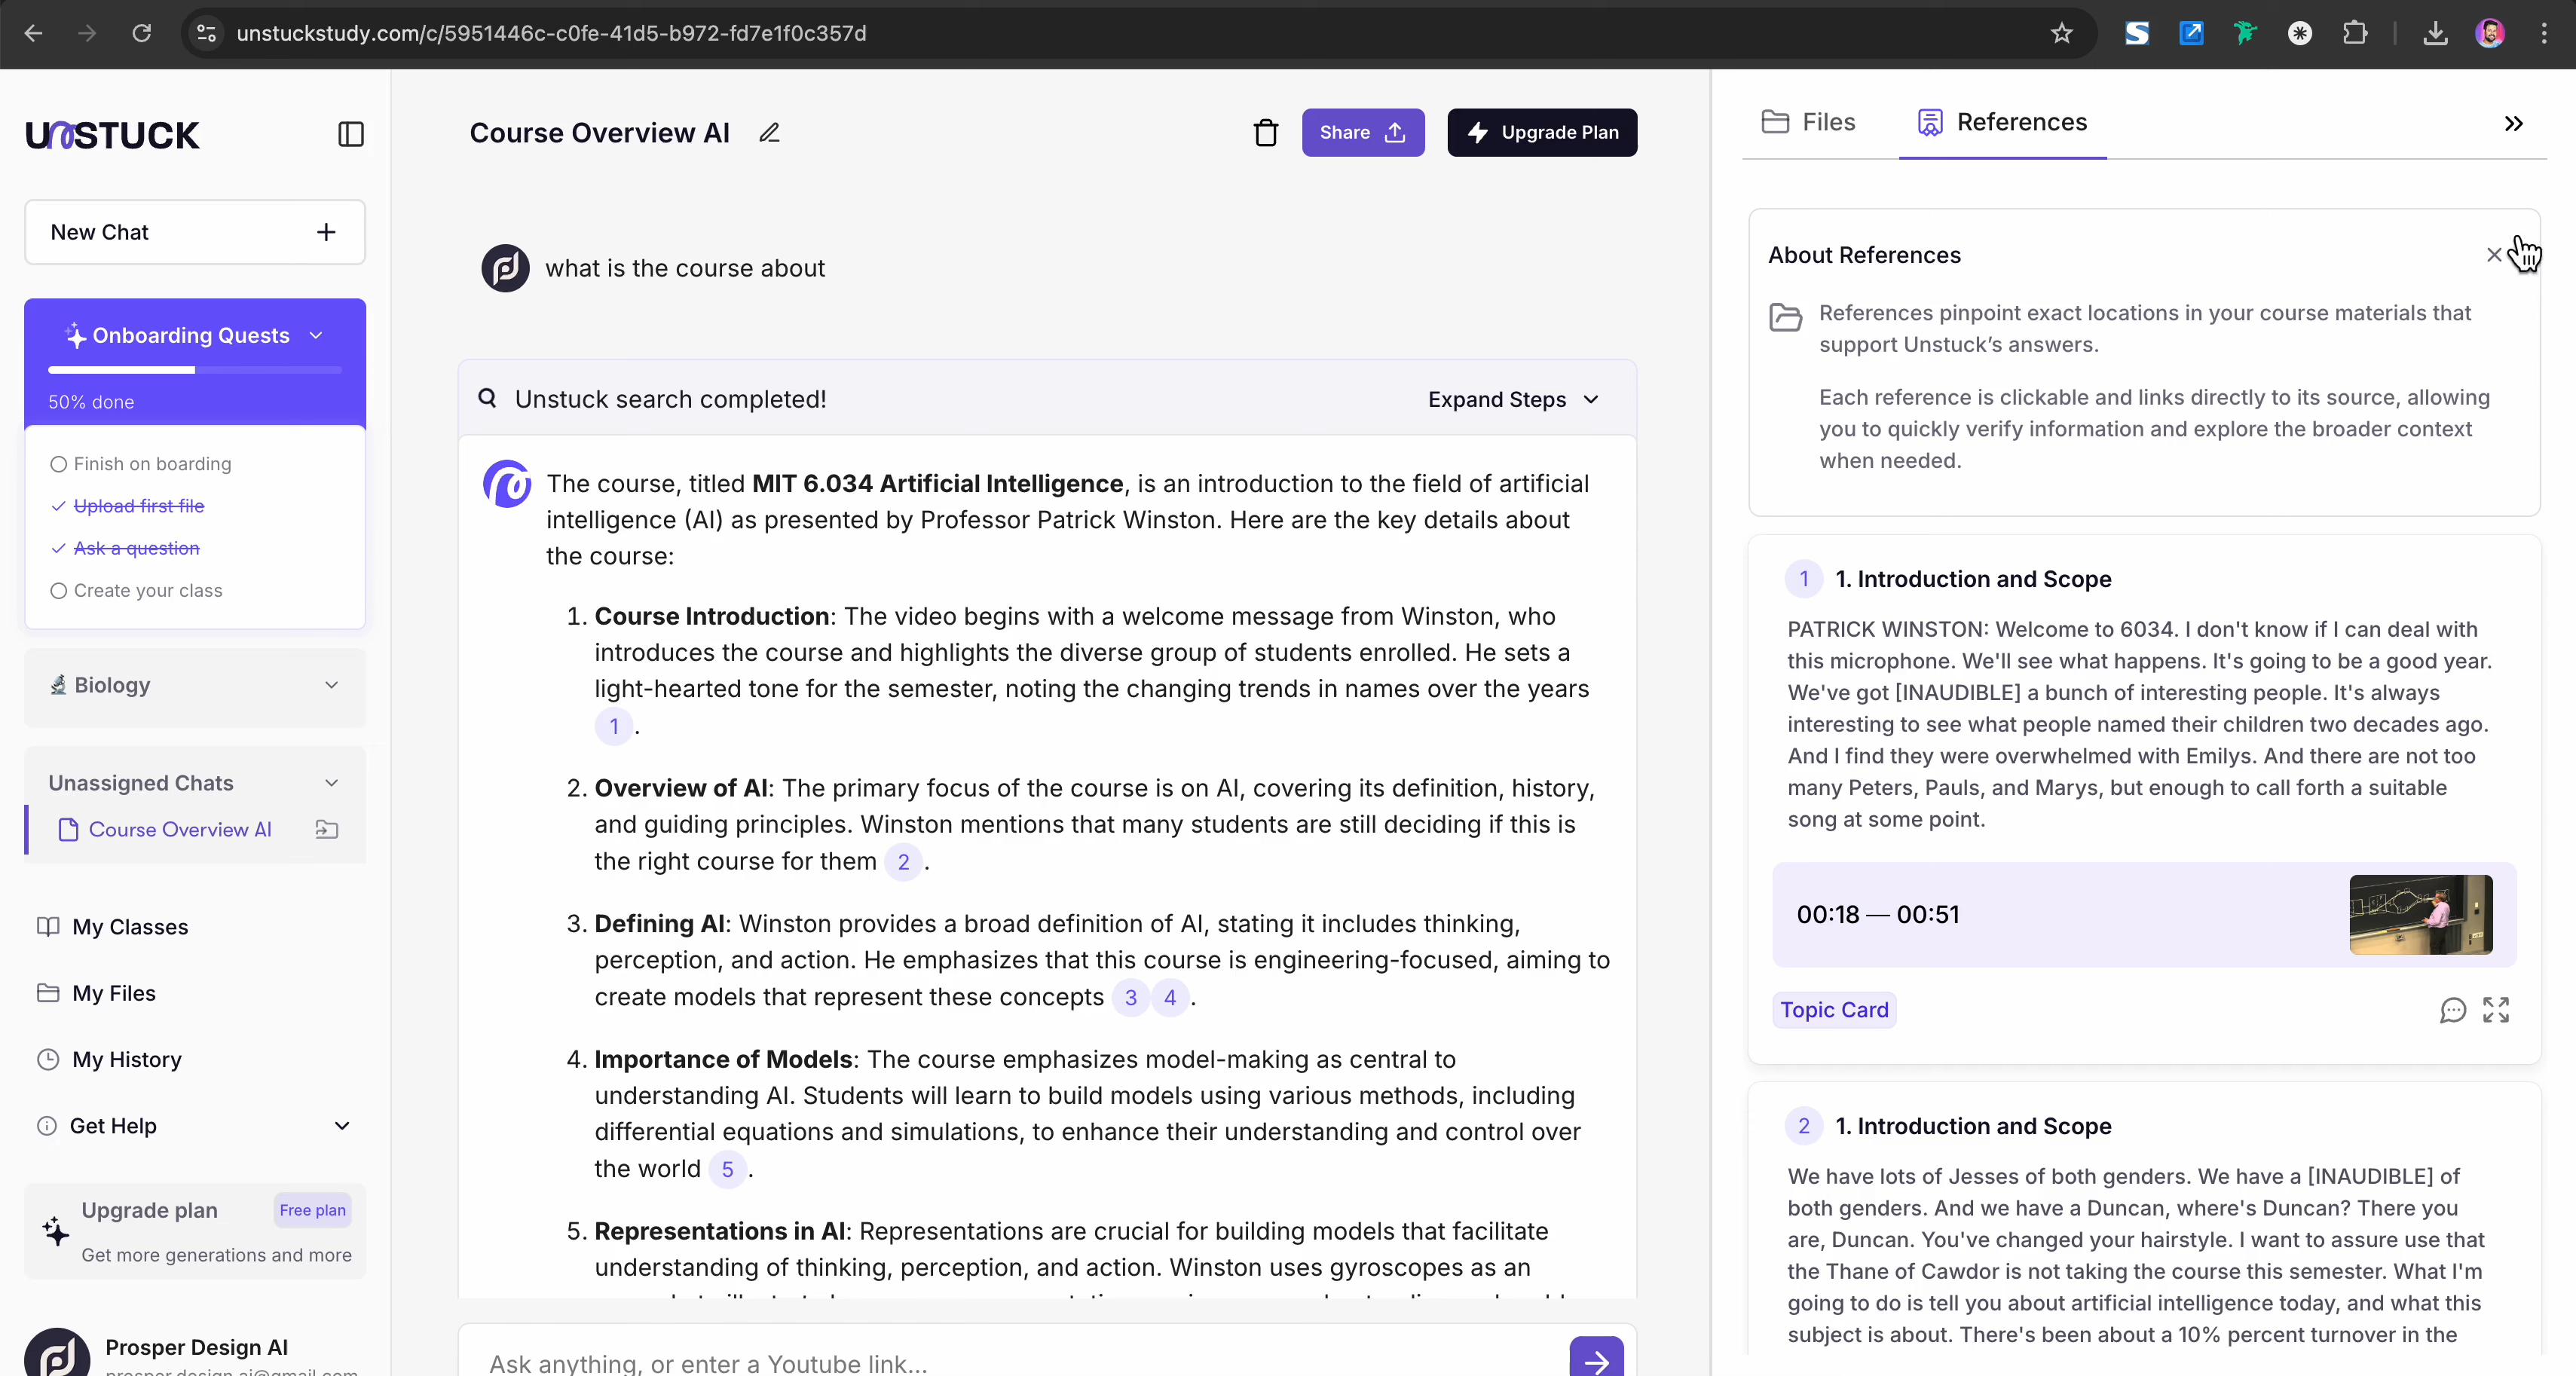 unstuckstudy.com/c/5951446c-c0fe-41d5-b972-fd7e1f0c357d
UNSTUCK
New Chat
Onboarding Quests
50% done
Finish on boarding
Upload first file
Ask a question
Create your class
Biology
Unassigned Chats
Course Overview AI
My Classes
My Files
My History
Get Help
Upgrade plan
Free plan
Get more generations and more
Prosper Design AI
Course Overview AI
Share
Upgrade Plan
what is the course about
Unstuck search completed!
Expand Steps
The course, titled MIT 6.034 Artificial Intelligence, is an introduction to the field of artificial
intelligence (AI) as presented by Professor Patrick Winston. Here are the key details about
the course:
1. Course Introduction: The video begins with a welcome message from Winston, who
introduces the course and highlights the diverse group of students enrolled. He sets a
light-hearted tone for the semester, noting the changing trends in names over the years
1 .
2. Overview of AI: The primary focus of the course is on AI, covering its definition, history,
and guiding principles. Winston mentions that many students are still deciding if this is
the right course for them 2 .
3. Defining AI: Winston provides a broad definition of AI, stating it includes thinking,
perception, and action. He emphasizes that this course is engineering-focused, aiming to
create models that represent these concepts 3 4 .
4. Importance of Models: The course emphasizes model-making as central to
understanding AI. Students will learn to build models using various methods, including
differential equations and simulations, to enhance their understanding and control over
the world 5 .
5. Representations in AI: Representations are crucial for building models that facilitate
understanding of thinking, perception, and action. Winston uses gyroscopes as an
Ask anything, or enter a Youtube link...
Files
References
About References
References pinpoint exact locations in your course materials that
support Unstuck’s answers.
Each reference is clickable and links directly to its source, allowing
you to quickly verify information and explore the broader context
when needed.
1 1. Introduction and Scope
PATRICK WINSTON: Welcome to 6034. I don't know if I can deal with
this microphone. We'll see what happens. It's going to be a good year.
We've got [INAUDIBLE] a bunch of interesting people. It's always
interesting to see what people named their children two decades ago.
And I find they were overwhelmed with Emilys. And there are not too
many Peters, Pauls, and Marys, but enough to call forth a suitable
song at some point.
00:18 — 00:51
Topic Card
2 1. Introduction and Scope
We have lots of Jesses of both genders. We have a [INAUDIBLE] of
both genders. And we have a Duncan, where's Duncan? There you
are, Duncan. You've changed your hairstyle. I want to assure use that
the Thane of Cawdor is not taking the course this semester. What I'm
going to do is tell you about artificial intelligence today, and what this
subject is about. There's been about a 10% percent turnover in the